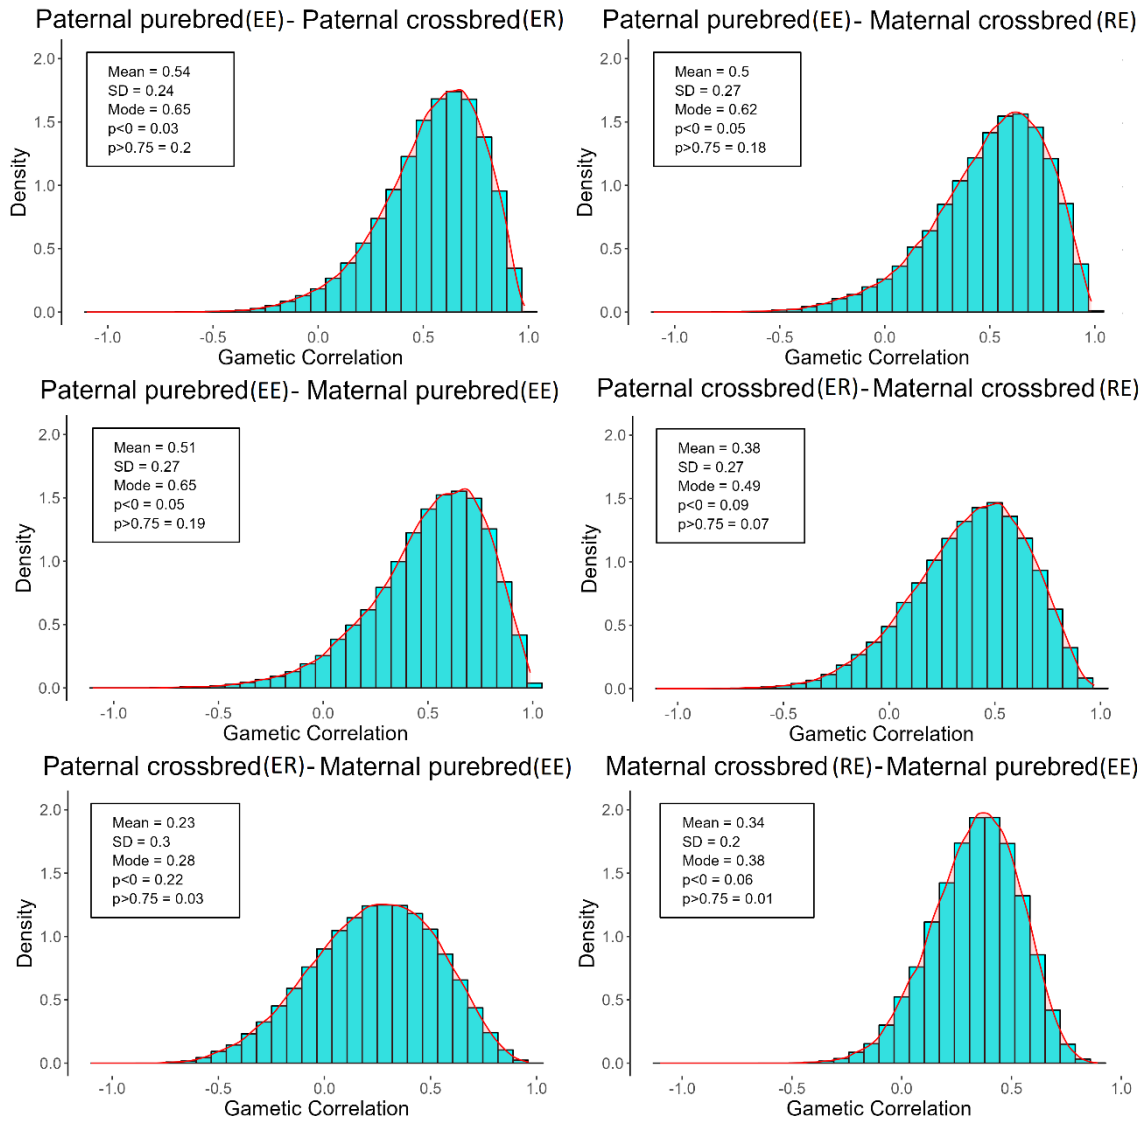 Paternal purebred(EE)- Paternal crossbred(ER)
Mean = 0.54
SD = 0.24
Mode = 0.65
p<0 = 0.03
p>0.75 = 0.2
2.0
1.5
1.0
0.5
0.0
Density
-1.0 0.0 0.5 1.0
-0.5
Gametic Correlation
Paternal purebred(EE)-Maternal crossbred (RE)
Mean = 0.5
SD = 0.27
Mode = 0.62
p<0 = 0.05
p>0.75 = 0.18
2.0
1.5
1.0
0.5
0.0
Density
-1.0 -0.5 0.0 0.5 1.0
Gametic Correlation
Paternal purebred(EE)- Maternal purebred(EE)
Mean = 0.51
SD = 0.27
Mode = 0.65
p<0 = 0.05
p>0.75 = 0.19
2.0
1.5
1.0
0.5
0.0
Density
-1.0 -0.5 0.0 0.5 1.0
Gametic Correlation
Paternal crossbred(ER)-Maternal crossbred (RE)
Mean = 0.38
SD = 0.27
Mode = 0.49
p<0 = 0.09
p>0.75 = 0.07
2.0
1.5
1.0
0.5
0.0
Density
-1.0 -0.5 0.0 0.5 1.0
Gametic Correlation
Paternal crossbred(ER)-Maternal purebred(EE)
Mean = 0.23
SD = 0.3
Mode = 0.28
p<0 = 0.22
p>0.75 = 0.03
2.0
1.5
1.0
0.5
0.0
Density
-1.0 -0.5 0.0 0.5 1.0
Gametic Correlation
Maternal crossbred (RE)-Maternal purebred(EE)
Mean = 0.34
SD = 0.2
Mode = 0.38
p<0 = 0.06
p>0.75 = 0.01
2.0
1.5
1.0
0.5
0.0
Density
-1.0 -0.5 0.0 0.5 1.0
Gametic Correlation